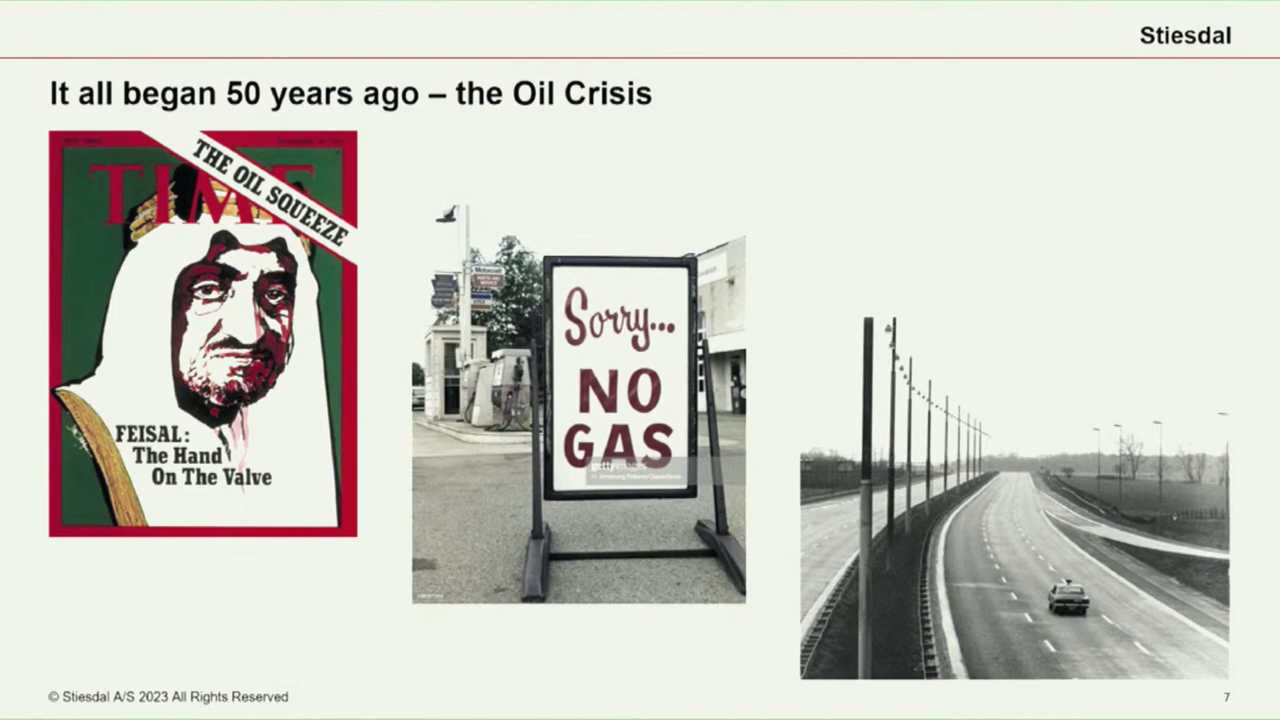 Stiesdal
It all began 50 years ago – the Oil Crisis
THE OIL SQUEEZE
TIME
FEISAL:
The Hand
On The Valve
Sorry...
NO
GAS
gettyimages
© Stiesdal A/S 2023 All Rights Reserved
7